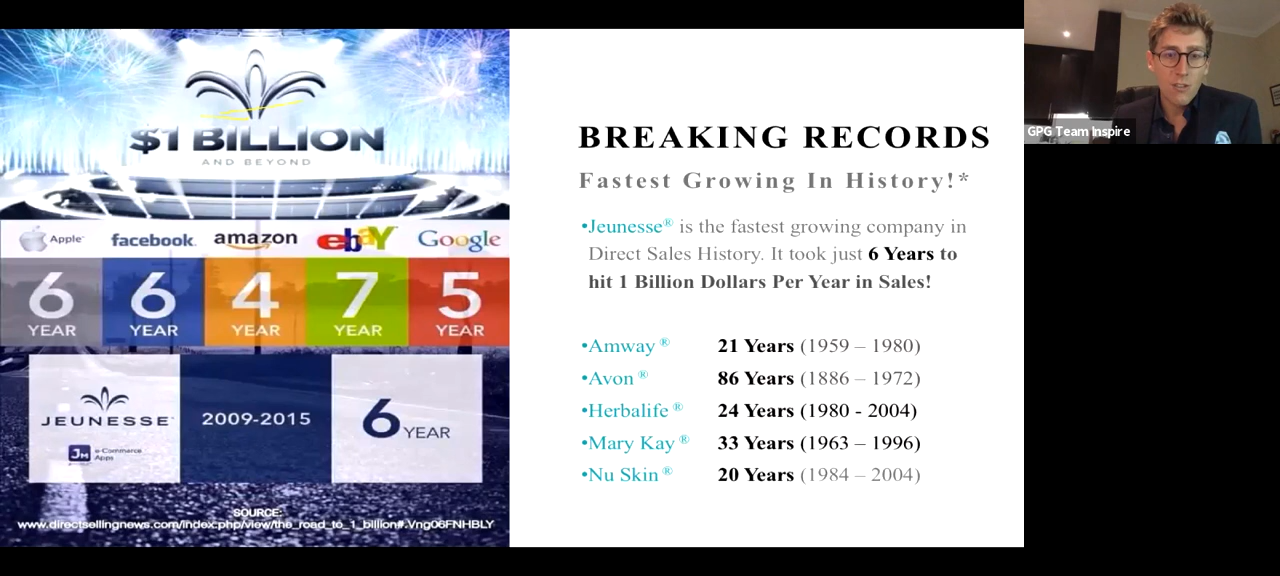 $1 BILLION
AND BEYOND
Apple
facebook
amazon
ebaY
Google
6
YEAR
6
YEAR
4
YEAR
7
YEAR
5
YEAR
JEUNESSE
Jm e-Commerce
Apps
2009-2015
6 YEAR
SOURCE:
www.directsellingnews.com/index.php/view/the_road_to_1_billion#.Vng06FNHBLY
BREAKING RECORDS
Fastest Growing In History!*
•Jeunesse® is the fastest growing company in
Direct Sales History. It took just 6 Years to
hit 1 Billion Dollars Per Year in Sales!
•Amway ® 21 Years (1959 – 1980)
•Avon ® 86 Years (1886 – 1972)
•Herbalife ® 24 Years (1980 - 2004)
•Mary Kay ® 33 Years (1963 – 1996)
•Nu Skin ® 20 Years (1984 – 2004)
GPG Team Inspire